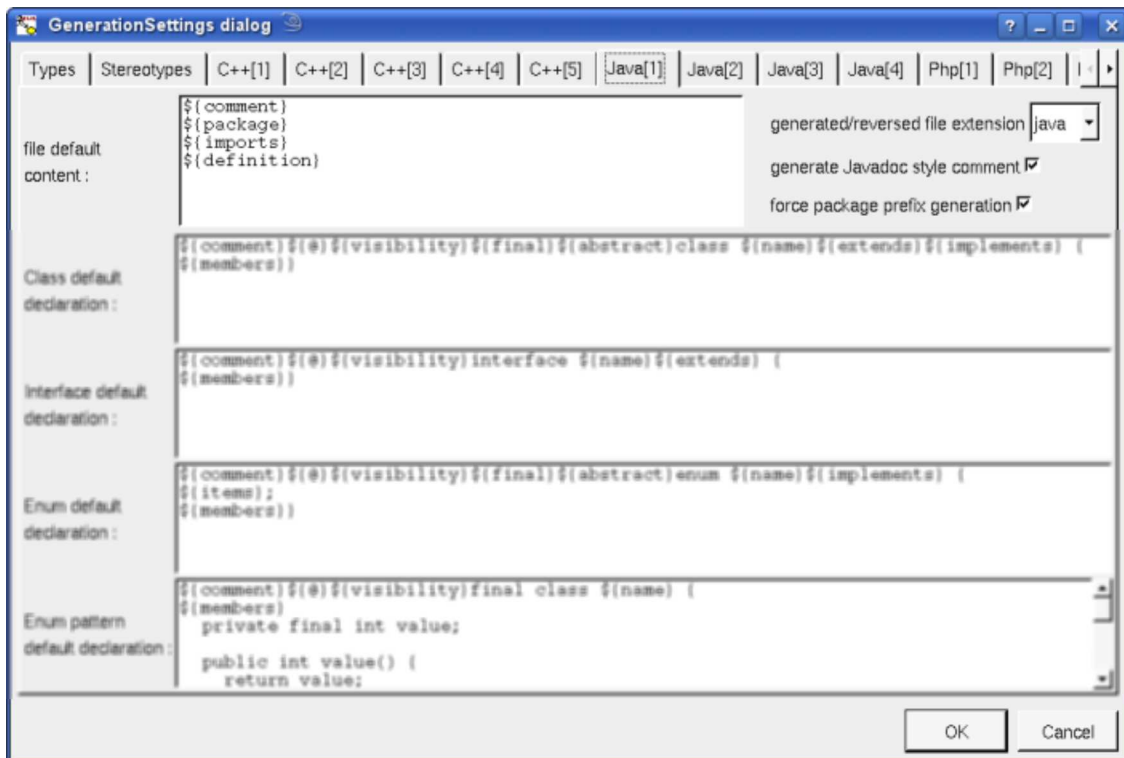 GenerationSettings dialog
Types Stereotypes C++[1] C++[2] C++[3] C++[4] C++[5] Java[1] Java[2] Java[3] Java[4] Php[1] Php[2]
file default
content :
${comment}
${package}
${imports}
${definition}
generated/reversed file extension java
generate Javadoc style comment
force package prefix generation
Class default
declaration :
${comment}${@}${visibility}${final}${abstract}class ${name}${extends}${implements} {
${members}}
Interface default
declaration :
${comment}${@}${visibility}interface ${name}${extends} {
${members}}
Enum default
declaration :
${comment}${@}${visibility}${final}${abstract}enum ${name}${implements} {
${items};
${members}}
Enum pattern
default declaration :
${comment}${@}${visibility}final class ${name} {
${members}
private final int value;
public int value() {
return value;
OK Cancel